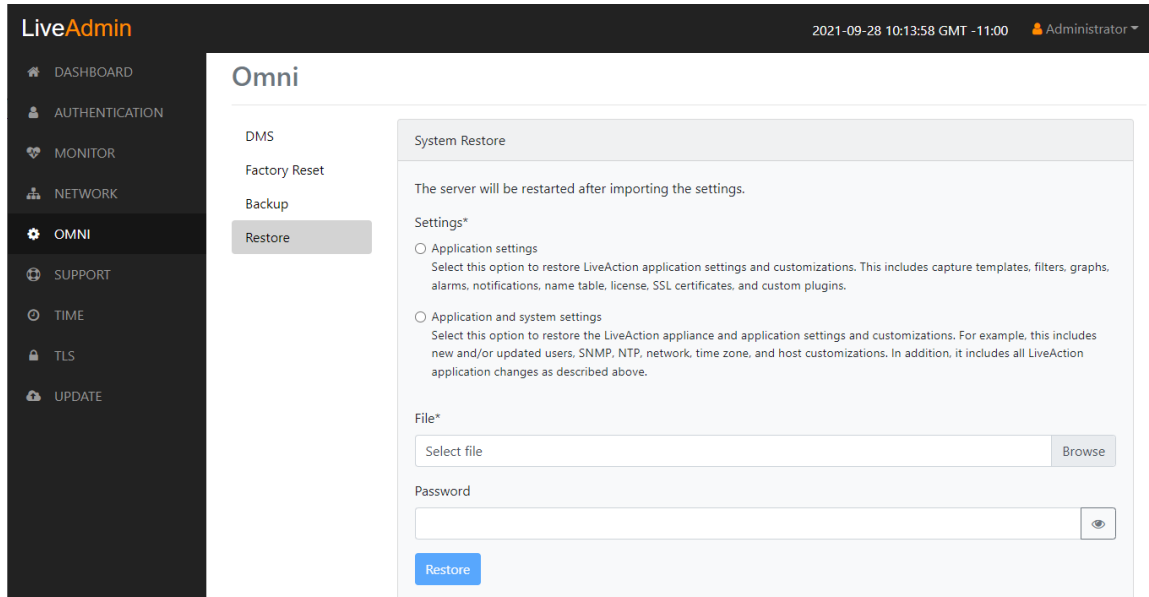 LiveAdmin
2021-09-28 10:13:58 GMT -11:00
Administrator
DASHBOARD
AUTHENTICATION
MONITOR
NETWORK
OMNI
SUPPORT
TIME
TLS
UPDATE
Omni
DMS
Factory Reset
Backup
Restore
System Restore
The server will be restarted after importing the settings.
Settings*
Application settings
Select this option to restore LiveAction application settings and customizations. This includes capture templates, filters, graphs,
alarms, notifications, name table, license, SSL certificates, and custom plugins.
Application and system settings
Select this option to restore the LiveAction appliance and application settings and customizations. For example, this includes
new and/or updated users, SNMP, NTP, network, time zone, and host customizations. In addition, it includes all LiveAction
application changes as described above.
File*
Select file
Browse
Password
Restore